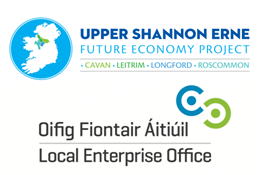 UPPER SHANNON ERNE
FUTURE ECONOMY PROJECT
• CAVAN • LEITRIM • LONGFORD • ROSCOMMON
Oifig Fiontair Áitiúil
Local Enterprise Office